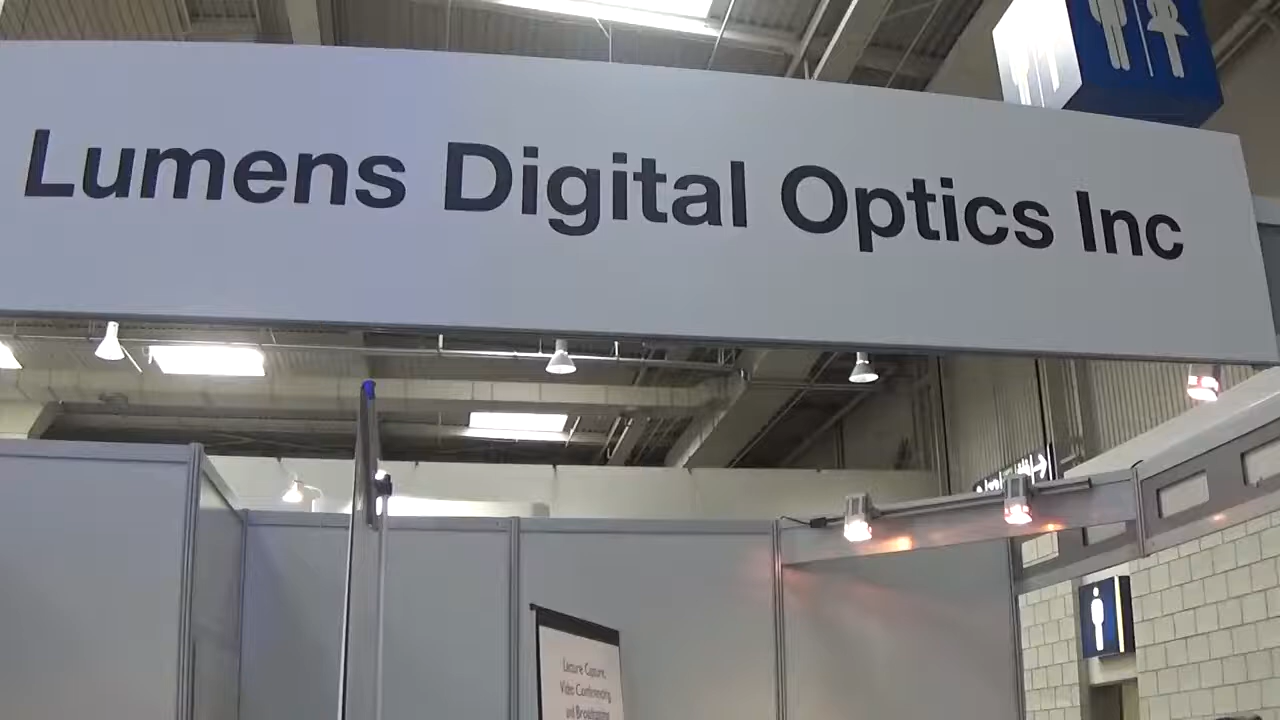 Lumens Digital Optics Inc
Lecture Capture,
Video Conferencing
and Broadcasting